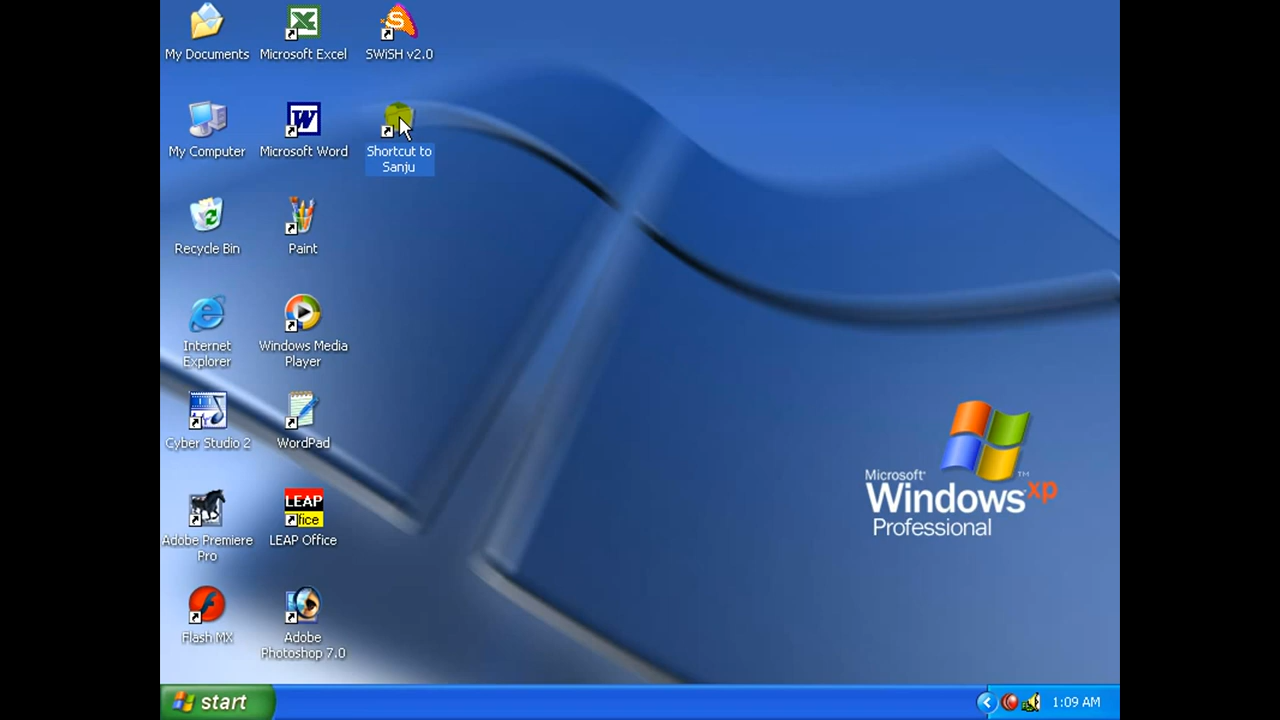 My Documents
Microsoft Excel
SWiSH v2.0
My Computer
Microsoft Word
Shortcut to
Sanju
Recycle Bin
Paint
Internet
Explorer
Windows Media
Player
Cyber Studio 2
WordPad
Adobe Premiere
Pro
LEAP
ffice
LEAP Office
Flash MX
Adobe
Photoshop 7.0
Microsoft
Windows xp ™
Professional
start
1:09 AM